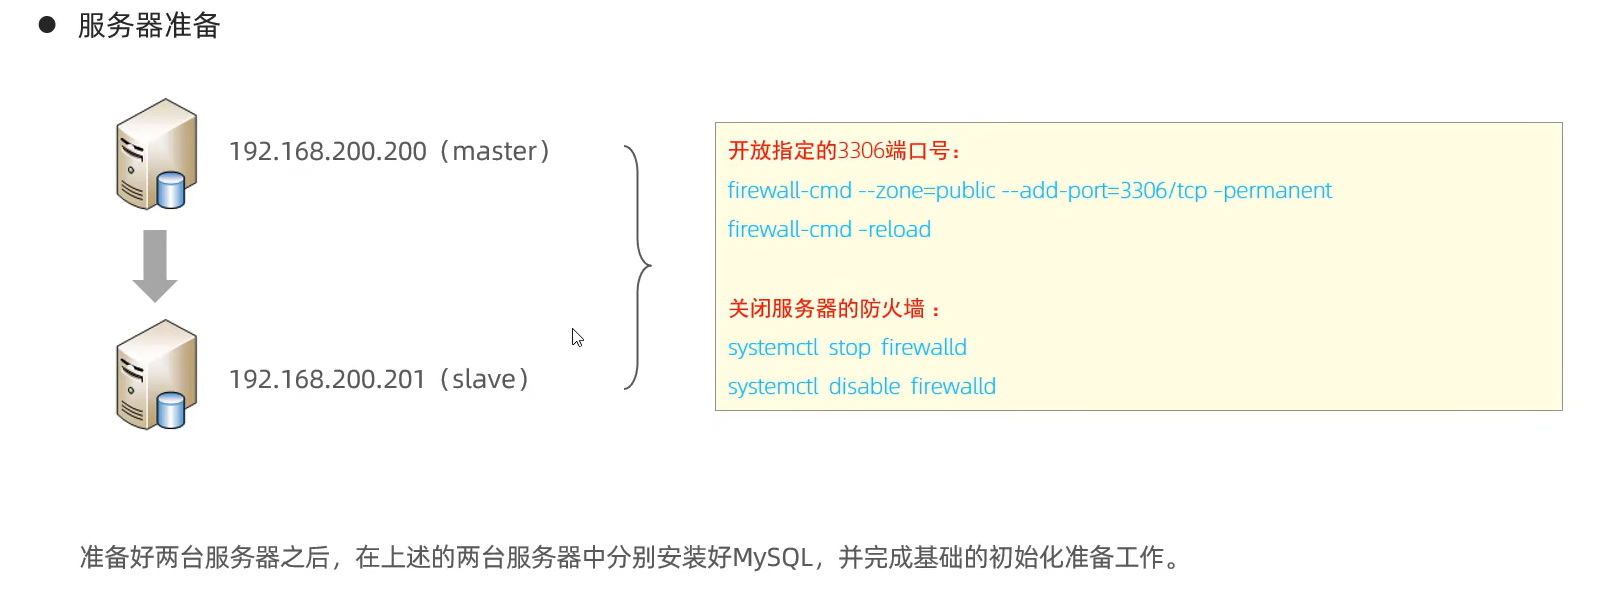 服务器准备
192.168.200.200（master）
192.168.200.201（slave）
开放指定的3306端口号：
firewall-cmd --zone=public --add-port=3306/tcp –permanent
firewall-cmd –reload
关闭服务器的防火墙：
systemctl stop firewalld
systemctl disable firewalld
准备好两台服务器之后，在上述的两台服务器中分别安装好MySQL，并完成基础的初始化准备工作。